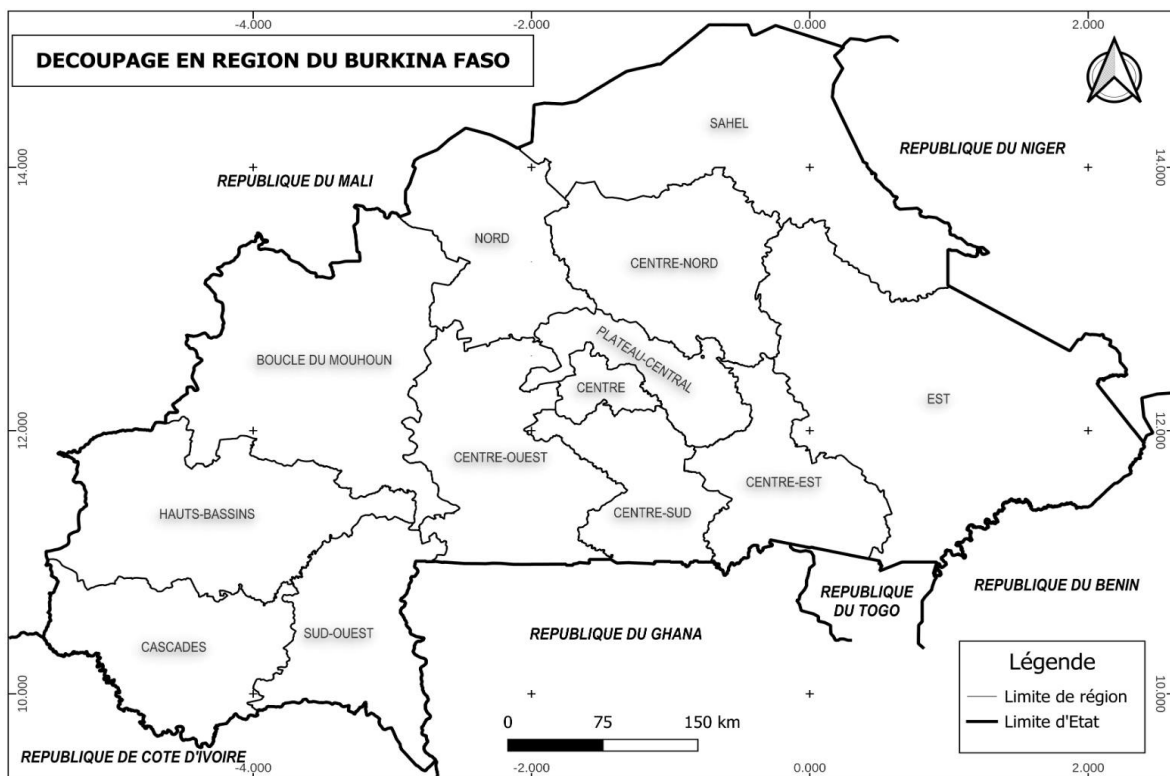 -4.000
-2.000
0.000
2.000
DECOUPAGE EN REGION DU BURKINA FASO
SAHEL
REPUBLIQUE DU NIGER
14.000
14.000
REPUBLIQUE DU MALI
NORD
CENTRE-NORD
PLATEAU-CENTRAL
BOUCLE DU MOUHOUN
CENTRE
EST
12.000
12.000
CENTRE-OUEST
CENTRE-EST
HAUTS-BASSINS
CENTRE-SUD
REPUBLIQUE
DU TOGO
REPUBLIQUE DU BENIN
SUD-OUEST
REPUBLIQUE DU GHANA
CASCADES
Légende
Limite de région
Limite d'Etat
10.000
10.000
0
75
150 km
REPUBLIQUE DE COTE D'IVOIRE
-4.000
-2.000
0.000
2.000